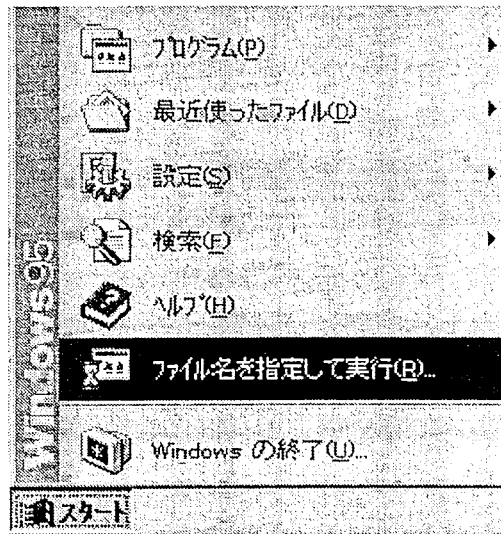 プログラム(P)
最近使ったファイル(D)
設定(S)
検索(F)
ヘルプ(H)
ファイル名を指定して実行(R)...
Windows の終了(U)...
Windows95
スタート